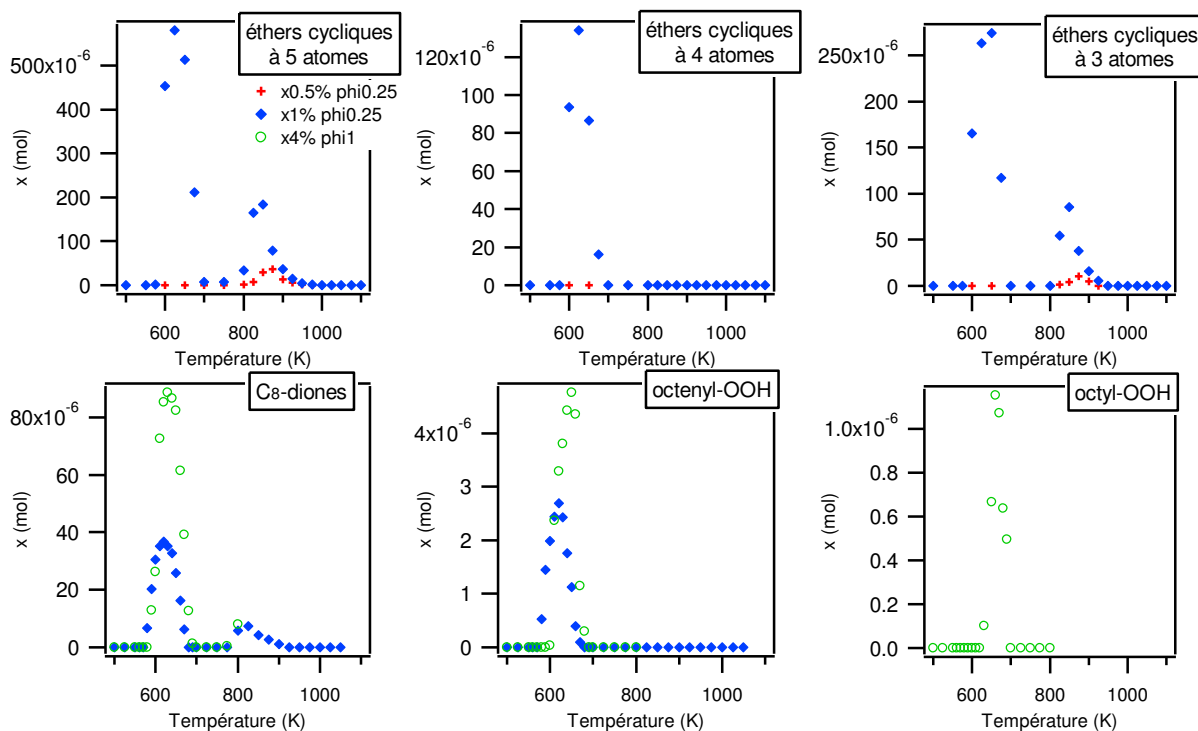 éthers cycliques
à 5 atomes
x0.5% phi0.25
x1% phi0.25
x4% phi1
500x10-6
400
300
200
100
0
x (mol)
600
800
1000
Température (K)
éthers cycliques
à 4 atomes
120x10-6
100
80
60
40
20
0
x (mol)
600
800
1000
Température (K)
éthers cycliques
à 3 atomes
250x10-6
200
150
100
50
0
x (mol)
600
800
1000
Température (K)
C8-diones
80x10-6
60
40
20
0
x (mol)
600
800
1000
Température (K)
octenyl-OOH
4x10-6
3
2
1
0
x (mol)
600
800
1000
Température (K)
octyl-OOH
1.0x10-6
0.8
0.6
0.4
0.2
0.0
x (mol)
600
800
1000
Température (K)